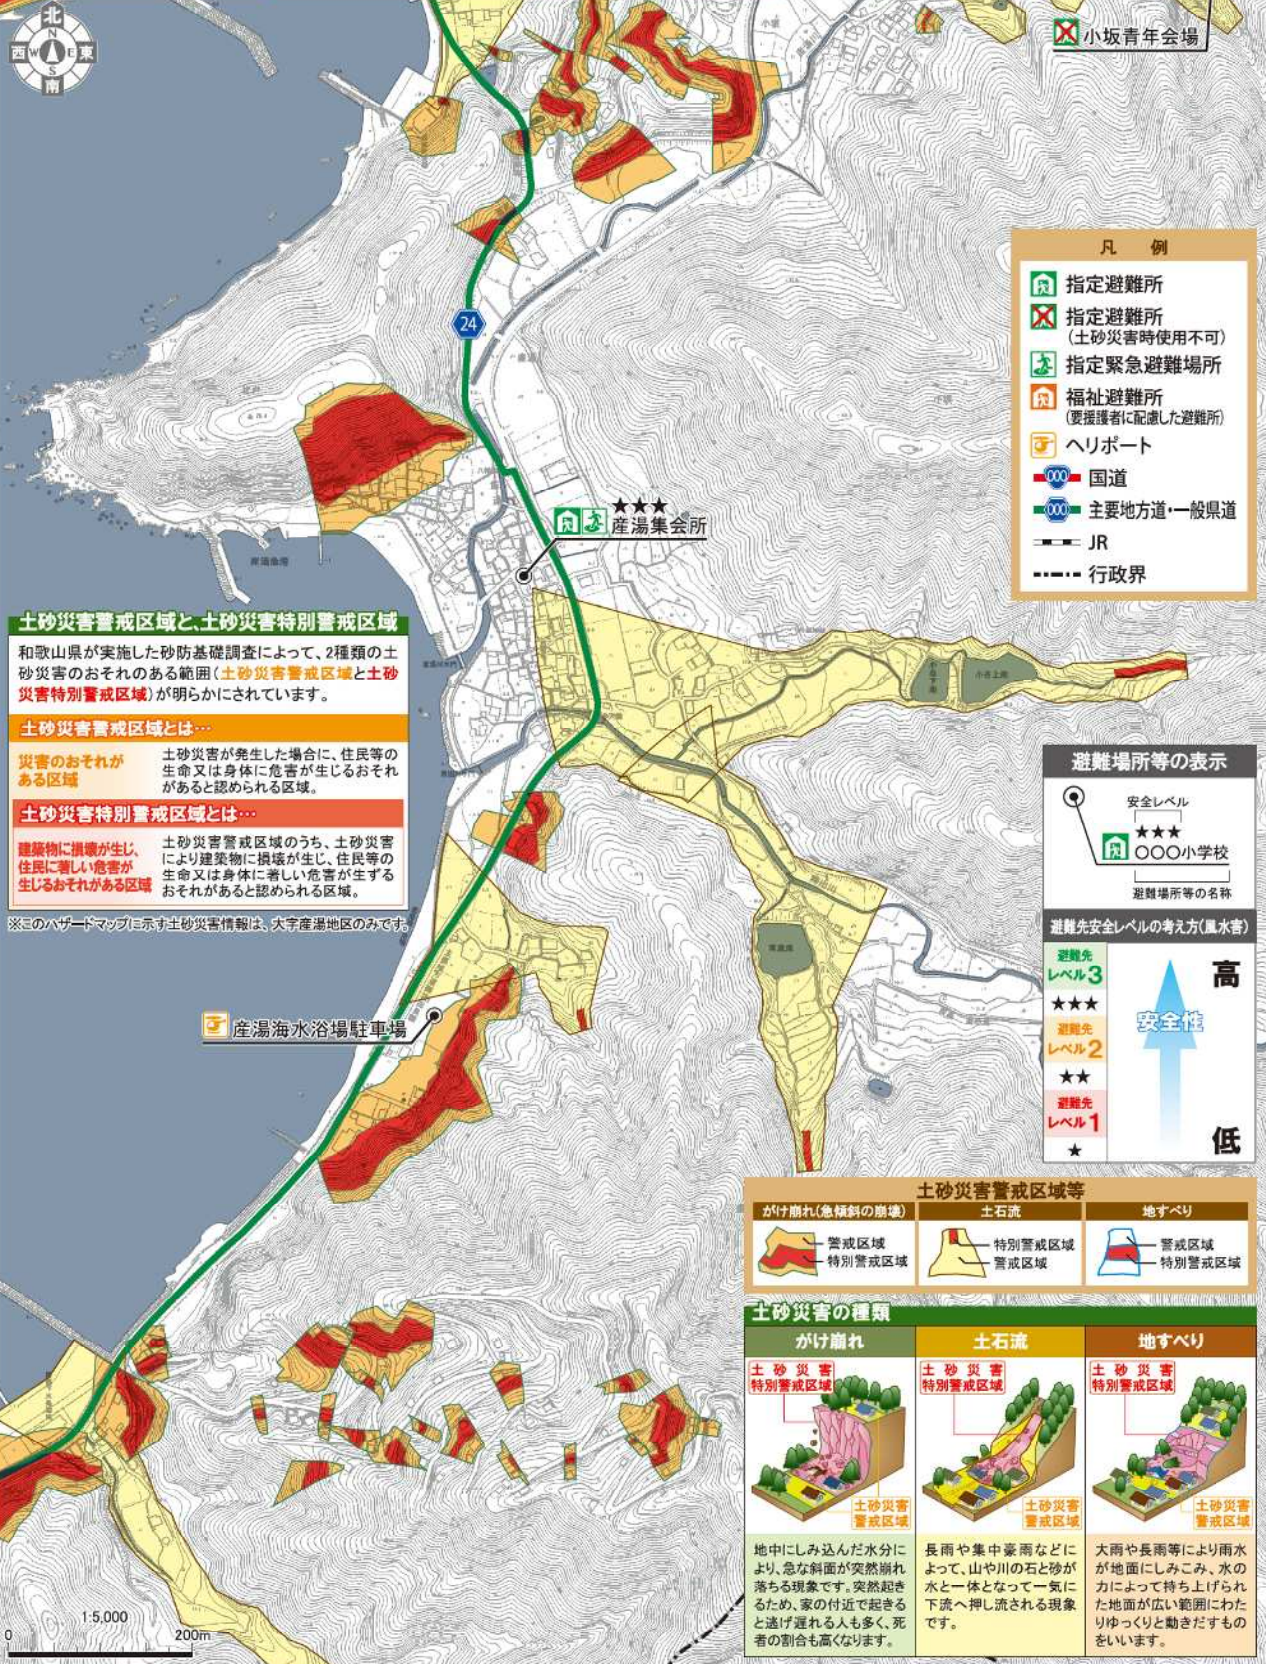 北
N
西 W E 東
S
南
小坂青年会場
24
凡 例
指定避難所
指定避難所
(土砂災害時使用不可)
指定緊急避難場所
福祉避難所
(要援護者に配慮した避難所)
ヘリポート
000 国道
000 主要地方道・一般県道
JR
行政界
★★★
産湯集会所
産湯漁港
小谷下池
小谷上池
土砂災害警戒区域と、土砂災害特別警戒区域
和歌山県が実施した砂防基礎調査によって、2種類の土
砂災害のおそれのある範囲(土砂災害警戒区域と土砂
災害特別警戒区域)が明らかにされています。
土砂災害警戒区域とは…
災害のおそれが
ある区域
土砂災害が発生した場合に、住民等の
生命又は身体に危害が生じるおそれ
があると認められる区域。
土砂災害特別警戒区域とは…
建築物に損壊が生じ、
住民に著しい危害が
生じるおそれがある区域
土砂災害警戒区域のうち、土砂災害
により建築物に損壊が生じ、住民等の
生命又は身体に著しい危害が生ずる
おそれがあると認められる区域。
※このハザードマップに示す土砂災害情報は、大字産湯地区のみです。
産湯海水浴場駐車場
避難場所等の表示
安全レベル
★★★
〇〇〇小学校
避難場所等の名称
避難先安全レベルの考え方(風水害)
避難先
レベル3
★★★
避難先
レベル2
★★
避難先
レベル1
★
高
安全性
低
土砂災害警戒区域等
がけ崩れ(急傾斜の崩壊)
警戒区域
特別警戒区域
土石流
特別警戒区域
警戒区域
地すべり
警戒区域
特別警戒区域
土砂災害の種類
がけ崩れ
土砂災害
特別警戒区域
土砂災害
警戒区域
地中にしみ込んだ水分に
より、急な斜面が突然崩れ
落ちる現象です。突然起き
るため、家の付近で起きる
と逃げ遅れる人も多く、死
者の割合も高くなります。
土石流
土砂災害
特別警戒区域
土砂災害
警戒区域
長雨や集中豪雨などに
よって、山や川の石と砂が
水と一体となって一気に
下流へ押し流される現象
です。
地すべり
土砂災害
特別警戒区域
土砂災害
警戒区域
大雨や長雨等により雨水
が地面にしみこみ、水の
力によって持ち上げられ
た地面が広い範囲にわた
りゆっくりと動きだすもの
をいいます。
1:5,000
0 200m